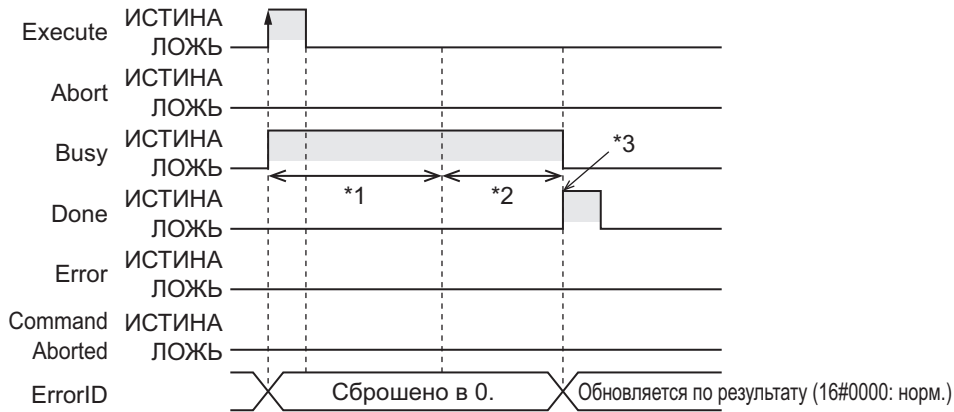 Execute ИСТИНА
ЛОЖЬ
Abort ИСТИНА
ЛОЖЬ
Busy ИСТИНА
ЛОЖЬ
*1 *2 *3
Done ИСТИНА
ЛОЖЬ
Error ИСТИНА
ЛОЖЬ
Command ИСТИНА
Aborted ЛОЖЬ
ErrorID Сброшено в 0. Обновляется по результату (16#0000: норм.)